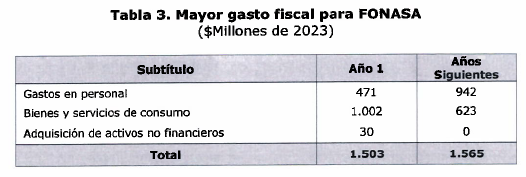 Tabla 3. Mayor gasto fiscal para FONASA
($Millones de 2023)
Subtítulo Año 1 Años Siguientes
Gastos en personal 471 942
Bienes y servicios de consumo 1.002 623
Adquisición de activos no financieros 30 0
Total 1.503 1.565